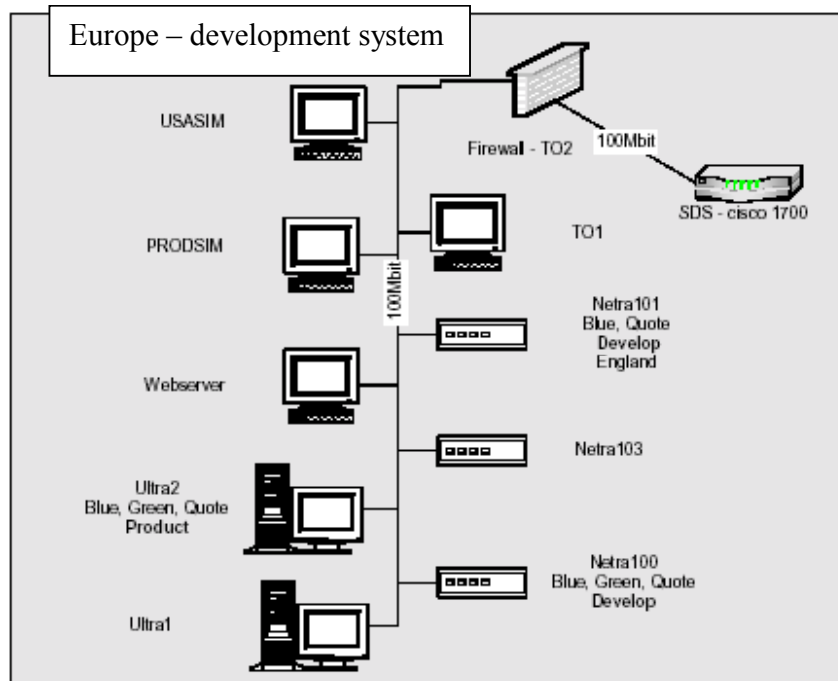 Europe – development system
USASIM
Firewall - TO2
100Mbit
SDS - cisco 1700
PRODSIM
TO1
100Mbit
Netra101
Blue, Quote
Develop
England
Webserver
Netra103
Ultra2
Blue, Green, Quote
Product
Netra100
Blue, Green, Quote
Develop
Ultra1